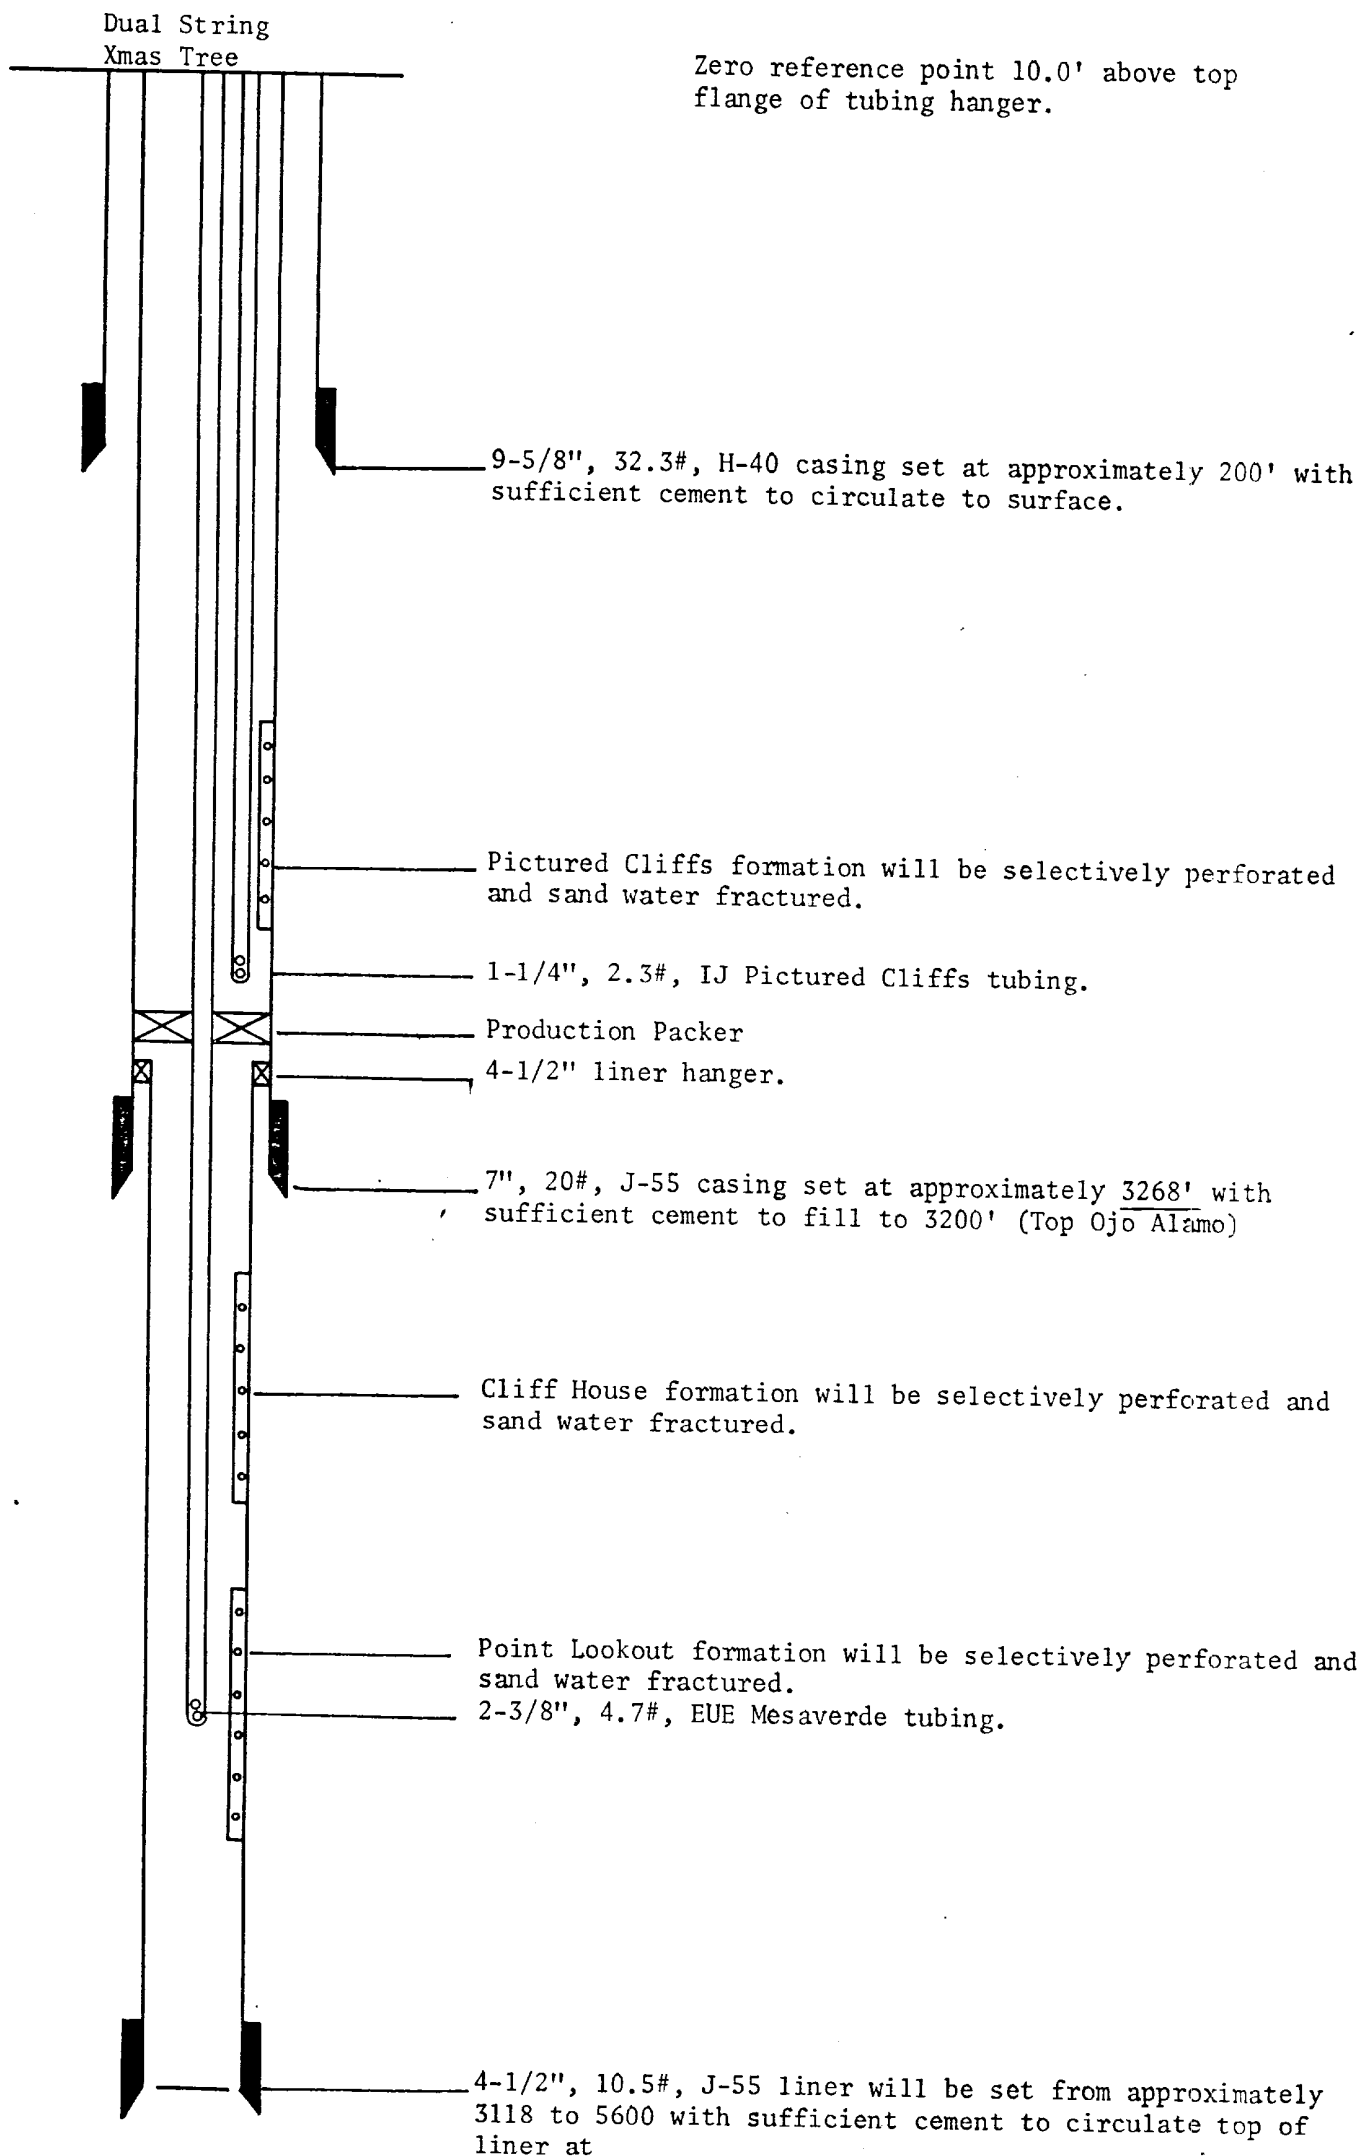 Dual String
Xmas Tree
Zero reference point 10.0' above top
flange of tubing hanger.
9-5/8", 32.3#, H-40 casing set at approximately 200' with
sufficient cement to circulate to surface.
Pictured Cliffs formation will be selectively perforated
and sand water fractured.
1-1/4", 2.3#, IJ Pictured Cliffs tubing.
Production Packer
4-1/2" liner hanger.
7", 20#, J-55 casing set at approximately 3268' with
sufficient cement to fill to 3200' (Top Ojo Alamo)
Cliff House formation will be selectively perforated and
sand water fractured.
Point Lookout formation will be selectively perforated and
sand water fractured.
2-3/8", 4.7#, EUE Mesaverde tubing.
4-1/2", 10.5#, J-55 liner will be set from approximately
3118 to 5600 with sufficient cement to circulate top of
liner at